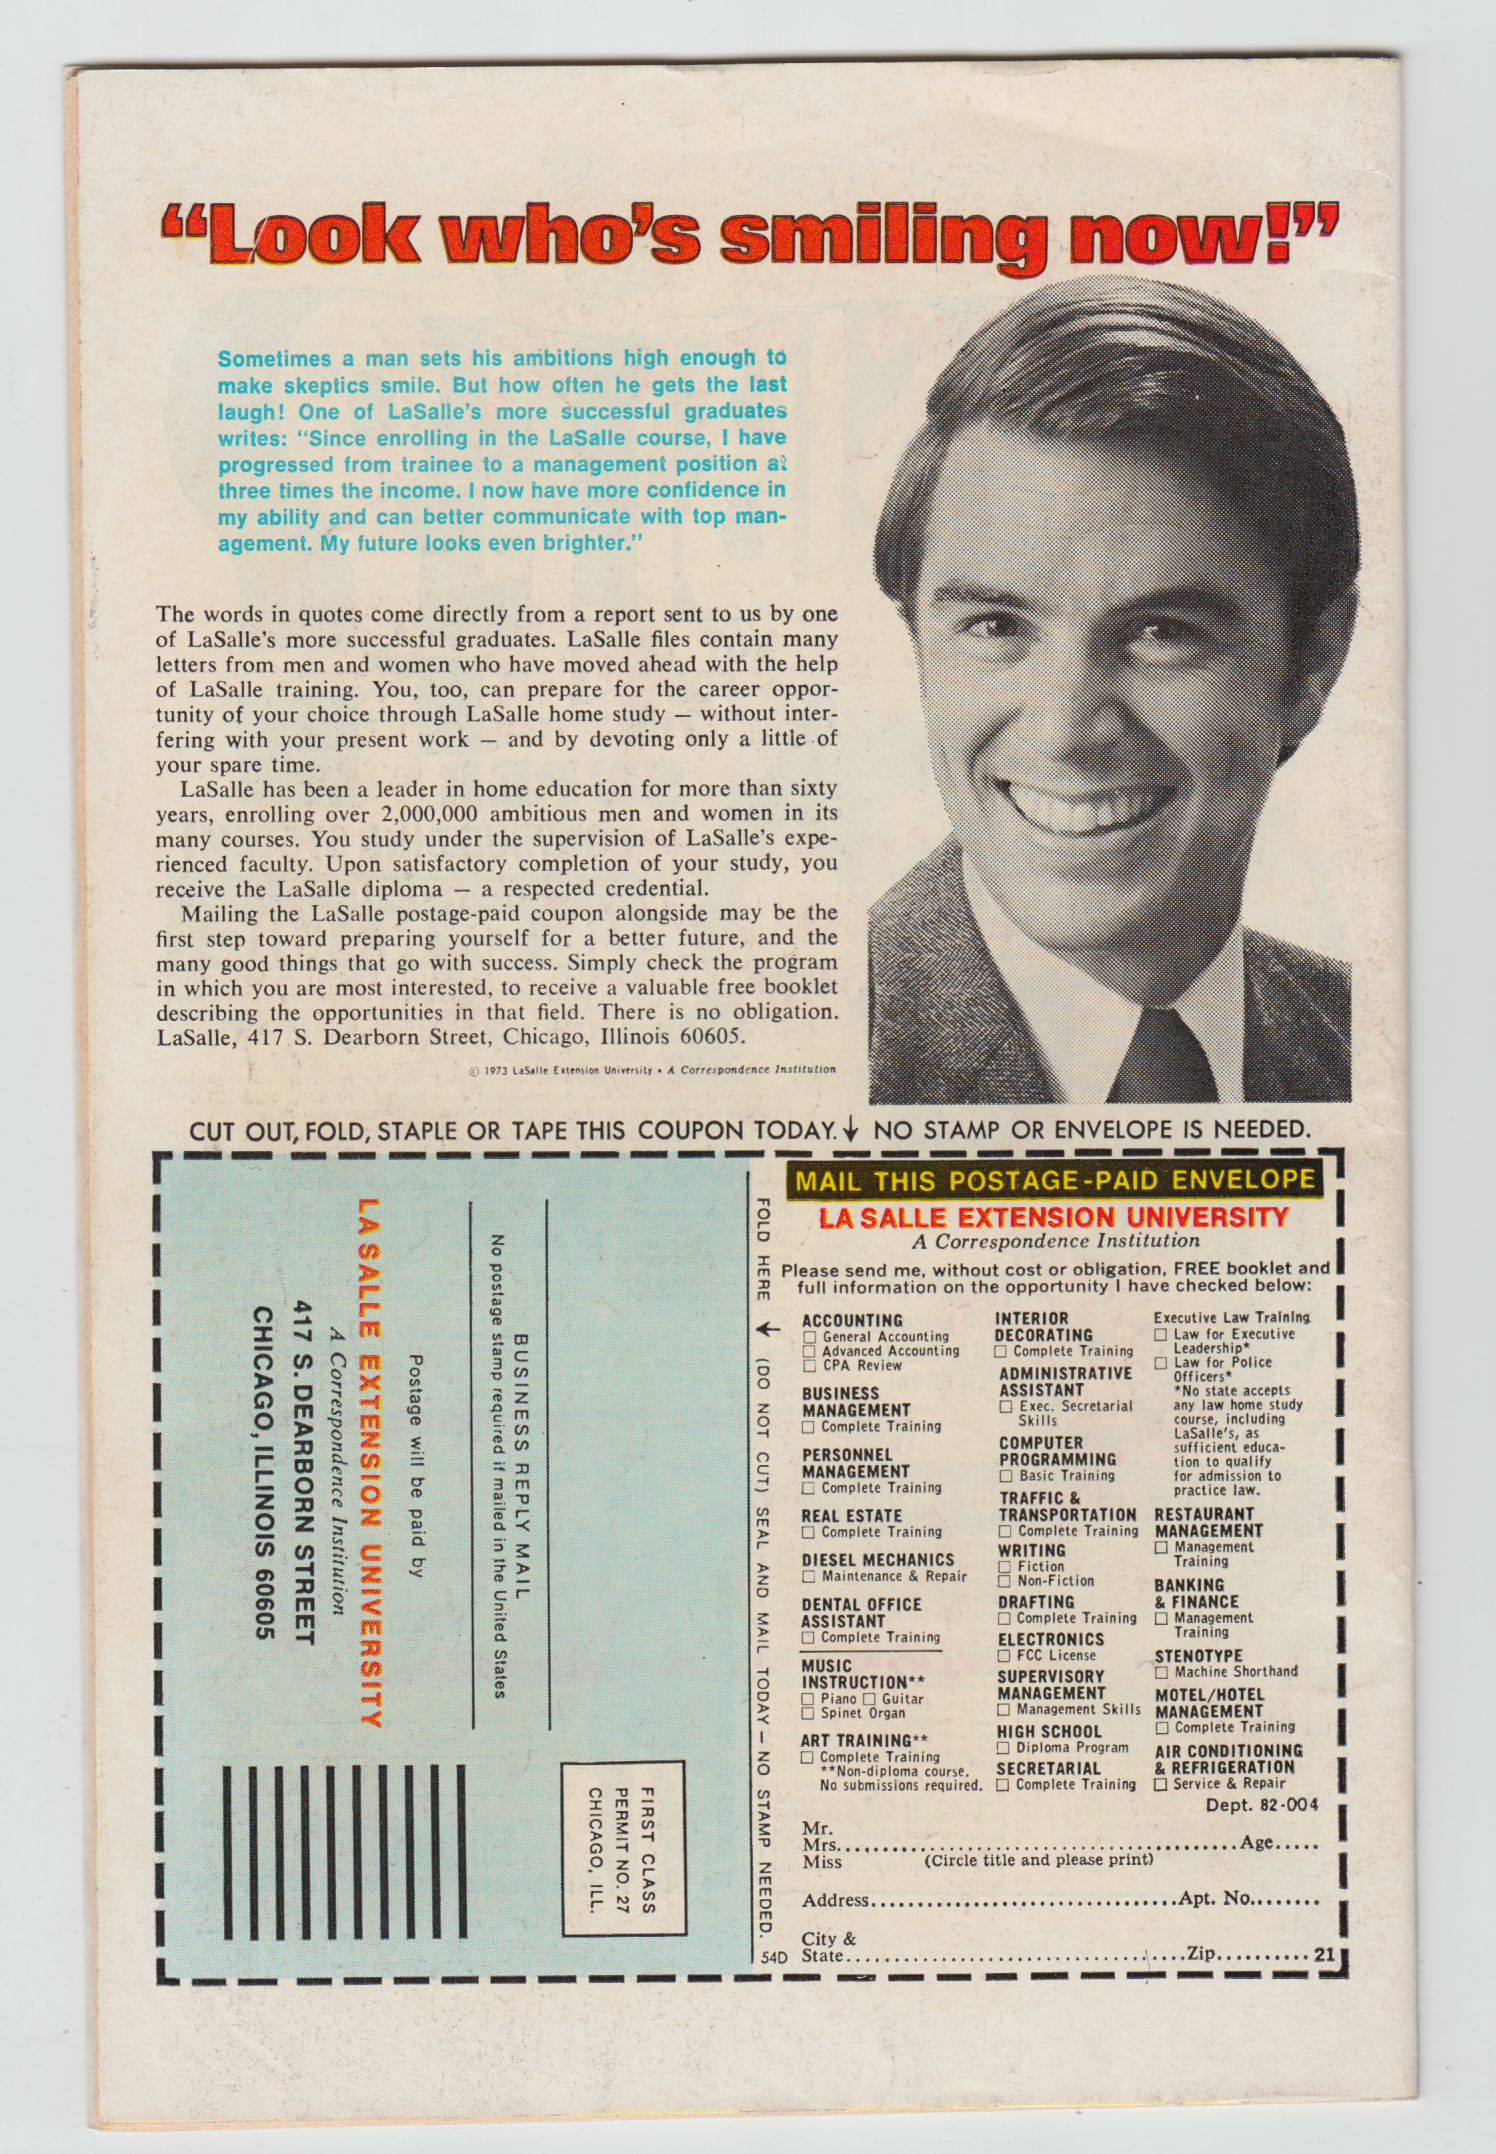 “Look who's smiling now!”
Sometimes a man sets his ambitions high enough to
make skeptics smile. But how often he gets the last
laugh! One of LaSalle's more successful graduates
writes: “Since enrolling in the LaSalle course, I have
progressed from trainee to a management position at
three times the income. I now have more confidence in
my ability and can better communicate with top man-
agement. My future looks even brighter.”
The words in quotes come directly from a report sent to us by one
of LaSalle's more successful graduates. LaSalle files contain many
letters from men and women who have moved ahead with the help
of LaSalle training. You, too, can prepare for the career oppor-
tunity of your choice through LaSalle home study — without inter-
fering with your present work — and by devoting only a little of
your spare time.
LaSalle has been a leader in home education for more than sixty
years, enrolling over 2,000,000 ambitious men and women in its
many courses. You study under the supervision of LaSalle's expe-
rienced faculty. Upon satisfactory completion of your study, you
receive the LaSalle diploma — a respected credential.
Mailing the LaSalle postage-paid coupon alongside may be the
first step toward preparing yourself for a better future, and the
many good things that go with success. Simply check the program
in which you are most interested, to receive a valuable free booklet
describing the opportunities in that field. There is no obligation.
LaSalle, 417 S. Dearborn Street, Chicago, Illinois 60605.
© 1973 LaSalle Extension University • A Correspondence Institution
CUT OUT, FOLD, STAPLE OR TAPE THIS COUPON TODAY. ↓ NO STAMP OR ENVELOPE IS NEEDED.
FIRST CLASS
PERMIT NO. 27
CHICAGO, ILL.
BUSINESS REPLY MAIL
No postage stamp required if mailed in the United States
Postage will be paid by
LA SALLE EXTENSION UNIVERSITY
A Correspondence Institution
417 S. DEARBORN STREET
CHICAGO, ILLINOIS 60605
FOLD HERE ← (DO NOT CUT) SEAL AND MAIL TODAY — NO STAMP NEEDED.
54D
MAIL THIS POSTAGE-PAID ENVELOPE
LA SALLE EXTENSION UNIVERSITY
A Correspondence Institution
Please send me, without cost or obligation, FREE booklet and
full information on the opportunity I have checked below:
ACCOUNTING
☐ General Accounting
☐ Advanced Accounting
☐ CPA Review
BUSINESS
MANAGEMENT
☐ Complete Training
PERSONNEL
MANAGEMENT
☐ Complete Training
REAL ESTATE
☐ Complete Training
DIESEL MECHANICS
☐ Maintenance & Repair
DENTAL OFFICE
ASSISTANT
☐ Complete Training
MUSIC
INSTRUCTION**
☐ Piano ☐ Guitar
☐ Spinet Organ
ART TRAINING**
☐ Complete Training
**Non-diploma course.
No submissions required.
INTERIOR
DECORATING
☐ Complete Training
ADMINISTRATIVE
ASSISTANT
☐ Exec. Secretarial
Skills
COMPUTER
PROGRAMMING
☐ Basic Training
TRAFFIC &
TRANSPORTATION
☐ Complete Training
WRITING
☐ Fiction
☐ Non-Fiction
DRAFTING
☐ Complete Training
ELECTRONICS
☐ FCC License
SUPERVISORY
MANAGEMENT
☐ Management Skills
HIGH SCHOOL
☐ Diploma Program
SECRETARIAL
☐ Complete Training
Executive Law Training
☐ Law for Executive
Leadership*
☐ Law for Police
Officers*
*No state accepts
any law home study
course, including
LaSalle's, as
sufficient educa-
tion to qualify
for admission to
practice law.
RESTAURANT
MANAGEMENT
☐ Management
Training
BANKING
& FINANCE
☐ Management
Training
STENOTYPE
☐ Machine Shorthand
MOTEL/HOTEL
MANAGEMENT
☐ Complete Training
AIR CONDITIONING
& REFRIGERATION
☐ Service & Repair
Dept. 82-004
Mr.
Mrs. .......... Age.....
Miss (Circle title and please print)
Address.......... Apt. No........
City &
State.......... Zip.......... 21